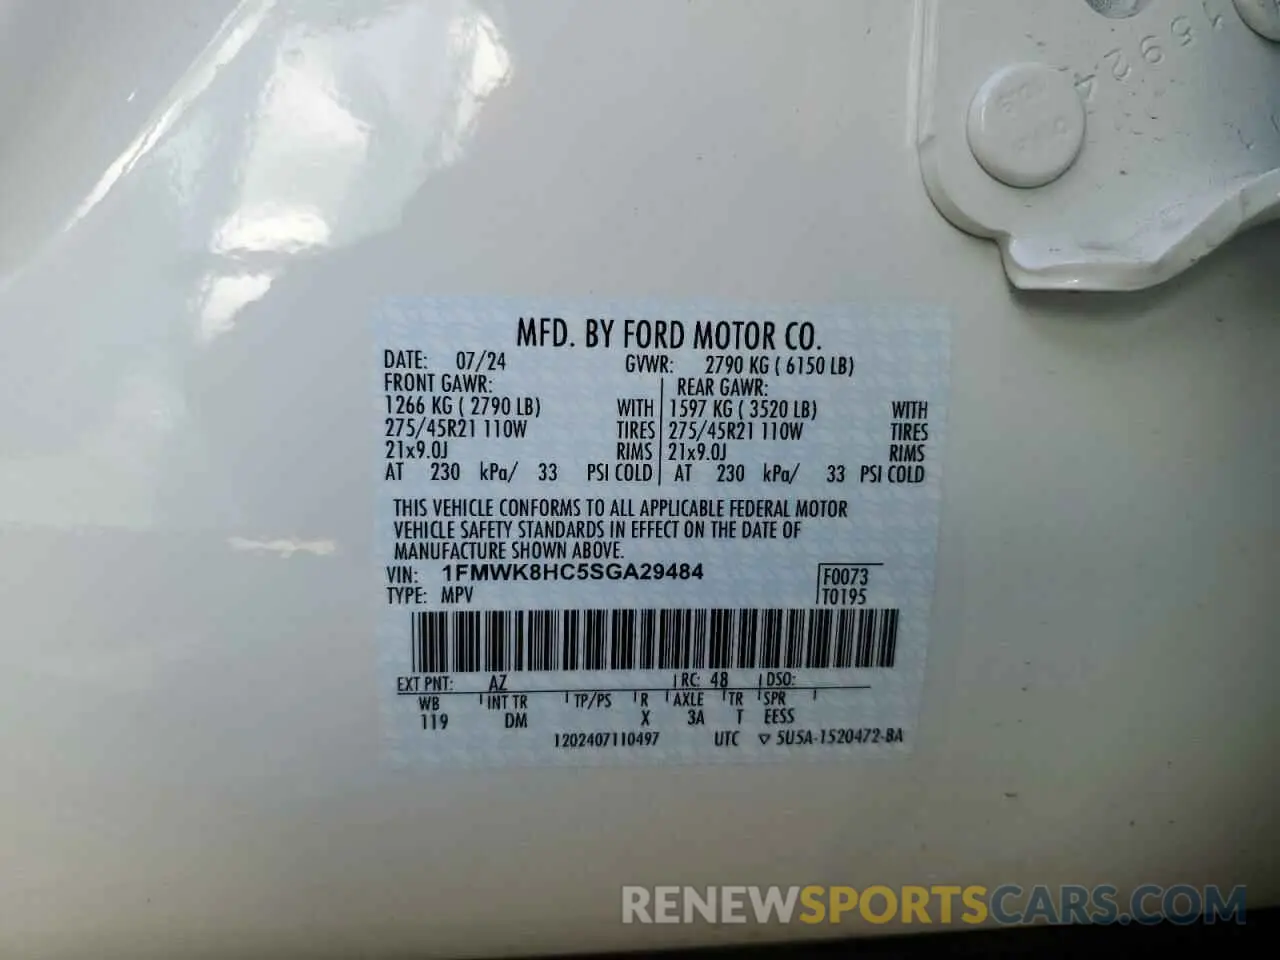 15924
MFD. BY FORD MOTOR CO.
DATE: 07/24 GVWR: 2790 KG ( 6150 LB)
FRONT GAWR: REAR GAWR:
1266 KG ( 2790 LB) WITH 1597 KG ( 3520 LB) WITH
275/45R21 110W TIRES 275/45R21 110W TIRES
21x9.0J RIMS 21x9.0J RIMS
AT 230 kPa/ 33 PSI COLD AT 230 kPa/ 33 PSI COLD
THIS VEHICLE CONFORMS TO ALL APPLICABLE FEDERAL MOTOR
VEHICLE SAFETY STANDARDS IN EFFECT ON THE DATE OF
MANUFACTURE SHOWN ABOVE.
VIN: 1FMWK8HC5SGA29484 F0073
TYPE: MPV T0195
EXT PNT: AZ RC: 48 DSO:
WB INT TR TP/PS R AXLE TR SPR
119 DM X 3A T EESS
1202407110497 UTC ▽ 5U5A-1520472-BA
RENEWSPORTSCARS.COM